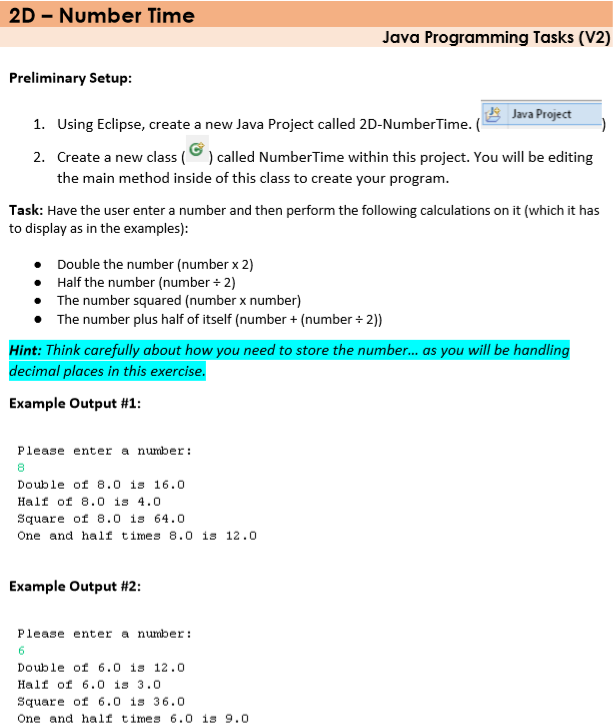 2D – Number Time
Java Programming Tasks (V2)
Preliminary Setup:
1. Using Eclipse, create a new Java Project called 2D-NumberTime. ( Java Project )
2. Create a new class ( ) called NumberTime within this project. You will be editing
the main method inside of this class to create your program.
Task: Have the user enter a number and then perform the following calculations on it (which it has
to display as in the examples):
• Double the number (number x 2)
• Half the number (number ÷ 2)
• The number squared (number x number)
• The number plus half of itself (number + (number ÷ 2))
Hint: Think carefully about how you need to store the number... as you will be handling
decimal places in this exercise.
Example Output #1:
Please enter a number:
8
Double of 8.0 is 16.0
Half of 8.0 is 4.0
Square of 8.0 is 64.0
One and half times 8.0 is 12.0
Example Output #2:
Please enter a number:
6
Double of 6.0 is 12.0
Half of 6.0 is 3.0
Square of 6.0 is 36.0
One and half times 6.0 is 9.0